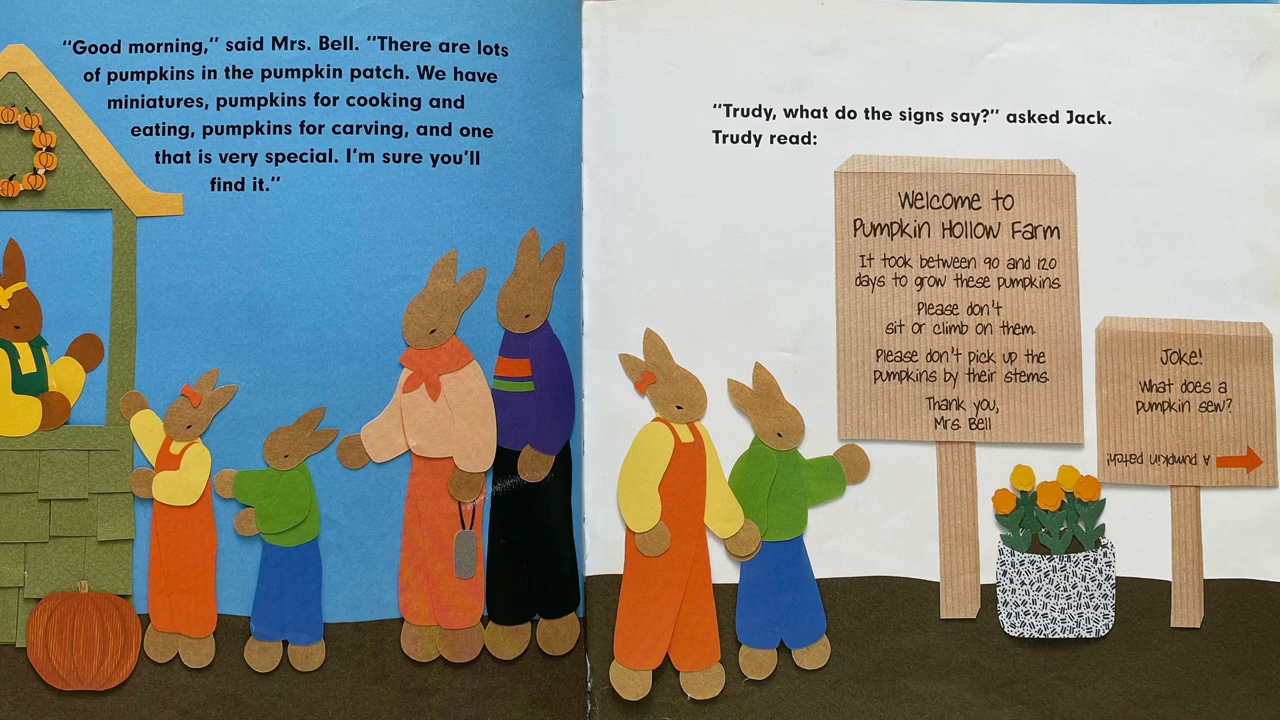 “Good morning,” said Mrs. Bell. “There are lots
of pumpkins in the pumpkin patch. We have
miniatures, pumpkins for cooking and
eating, pumpkins for carving, and one
that is very special. I’m sure you’ll
find it.”
“Trudy, what do the signs say?” asked Jack.
Trudy read:
Welcome to
Pumpkin Hollow Farm
It took between 90 and 120
days to grow these pumpkins.
Please don't
sit or climb on them.
Please don't pick up the
pumpkins by their stems.
Thank you,
Mrs. Bell
Joke!
What does a
pumpkin sew?
A pumpkin patch!